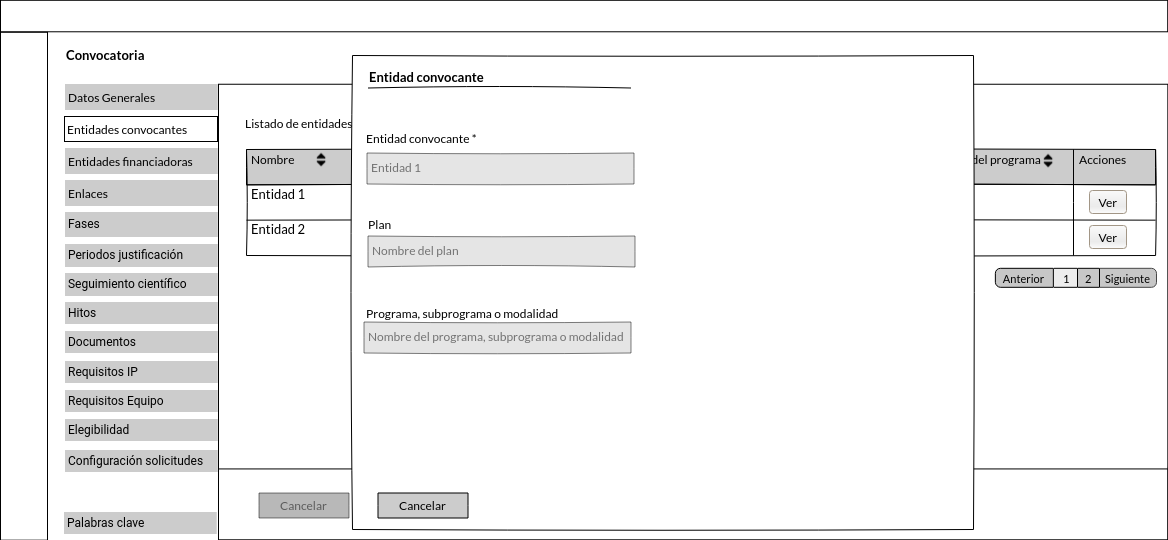 Convocatoria
Datos Generales
Entidades convocantes
Entidades financiadoras
Enlaces
Fases
Periodos justificación
Seguimiento científico
Hitos
Documentos
Requisitos IP
Requisitos Equipo
Elegibilidad
Configuración solicitudes
Palabras clave
Listado de entidades
Nombre
del programa
Acciones
Entidad 1
Ver
Entidad 2
Ver
Anterior 1 2 Siguiente
Cancelar
Entidad convocante
Entidad convocante *
Entidad 1
Plan
Nombre del plan
Programa, subprograma o modalidad
Nombre del programa, subprograma o modalidad
Cancelar